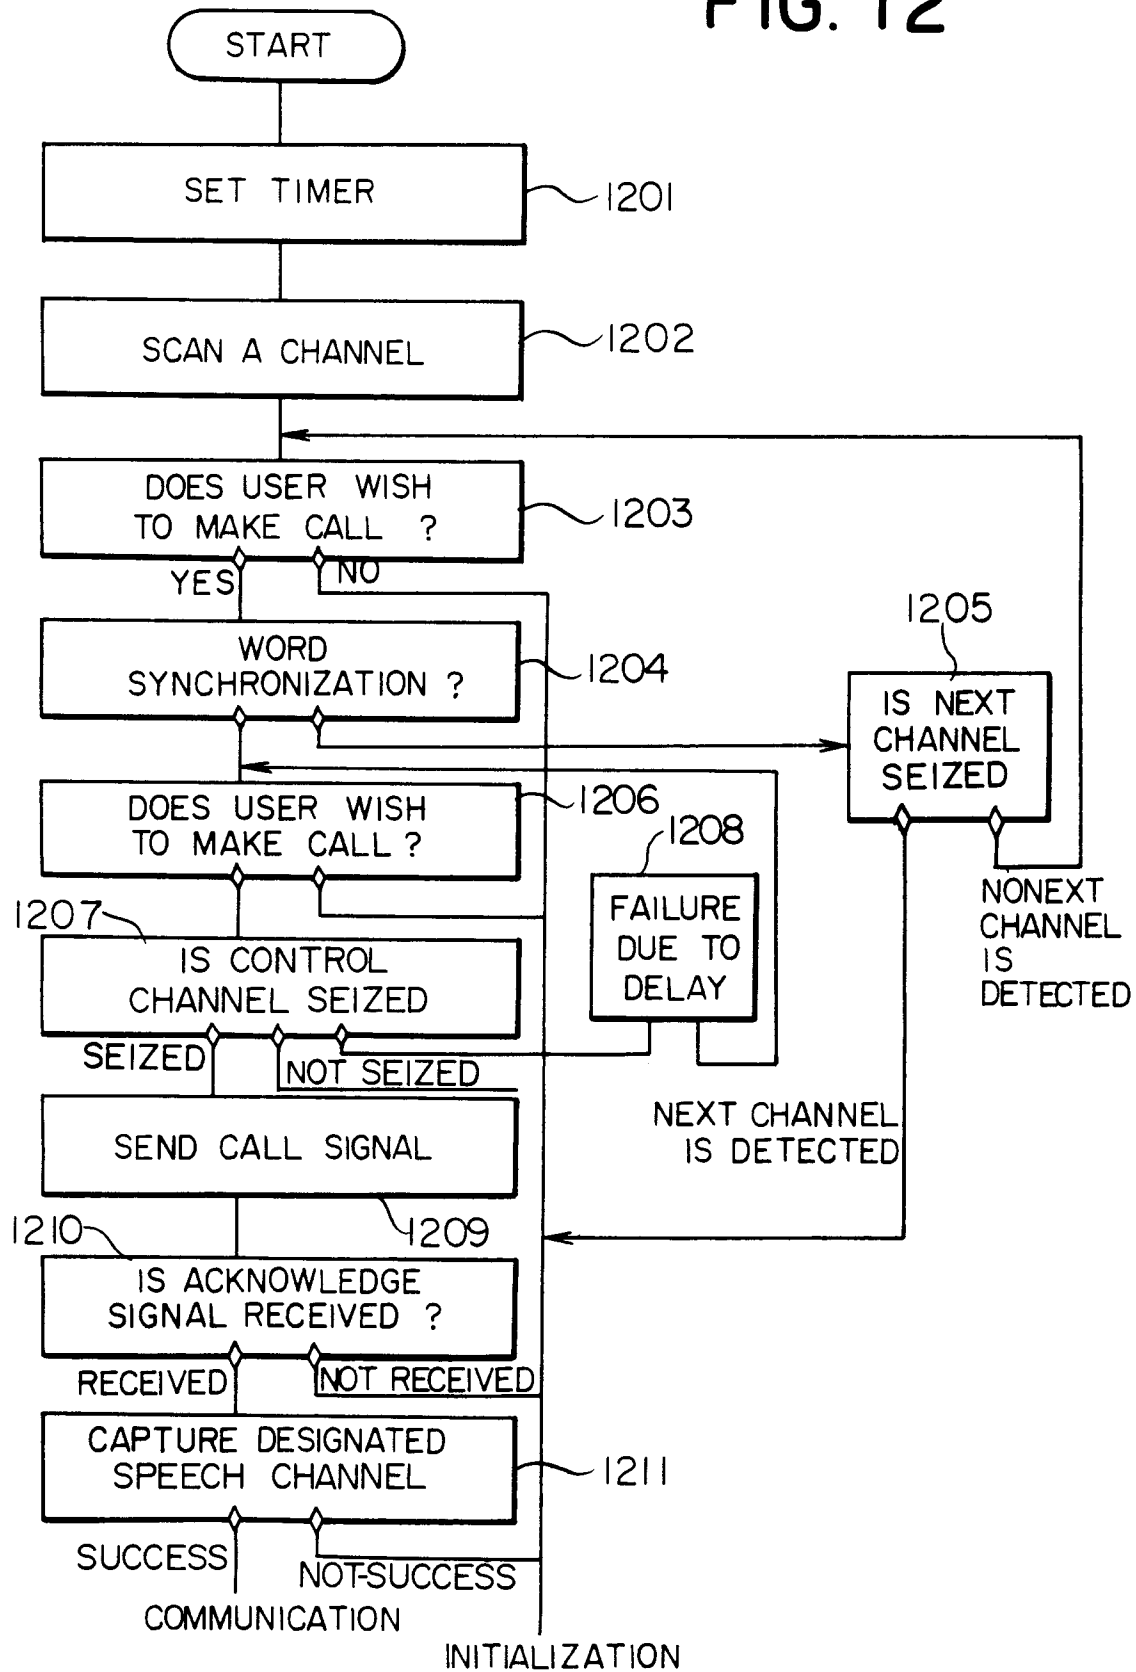 FIG. 12
START
SET TIMER
1201
SCAN A CHANNEL
1202
DOES USER WISH
TO MAKE CALL ?
1203
YES
NO
WORD
SYNCHRONIZATION ?
1204
1205
IS NEXT
CHANNEL
SEIZED
DOES USER WISH
TO MAKE CALL ?
1206
1208
FAILURE
DUE TO
DELAY
NONEXT
CHANNEL
IS
DETECTED
1207
IS CONTROL
CHANNEL SEIZED
SEIZED
NOT SEIZED
NEXT CHANNEL
IS DETECTED
SEND CALL SIGNAL
1209
1210
IS ACKNOWLEDGE
SIGNAL RECEIVED ?
RECEIVED
NOT RECEIVED
CAPTURE DESIGNATED
SPEECH CHANNEL
1211
SUCCESS
NOT-SUCCESS
COMMUNICATION
INITIALIZATION